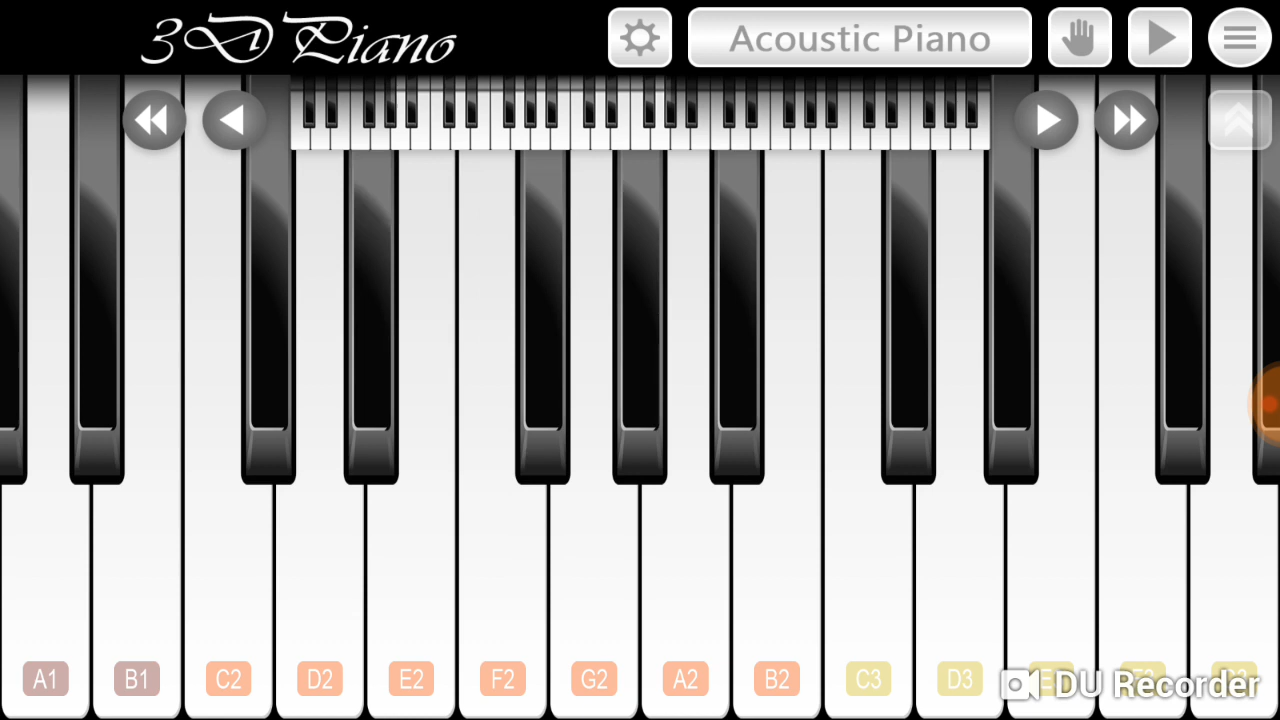 3D Piano
Acoustic Piano
A1 B1 C2 D2 E2 F2 G2 A2 B2 C3 D3
DU Recorder